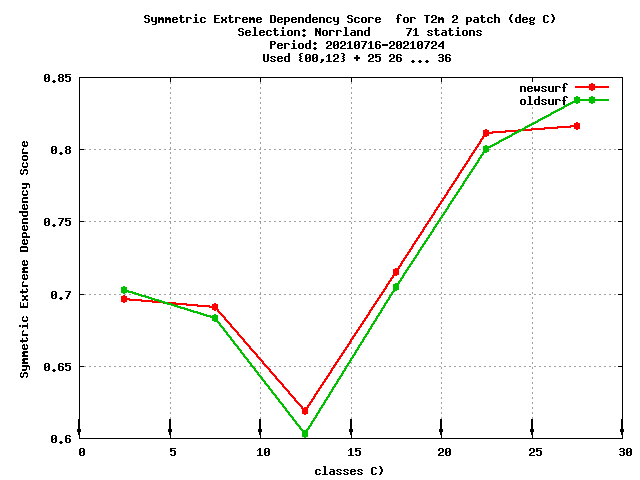 Symmetric Extreme Dependency Score  for T2m 2 patch (deg C)
Selection: Norrland     71 stations
Period: 20210716-20210724
Used {00,12} + 25 26 ... 36
newsurf
oldsurf
Symmetric Extreme Dependency Score
0.85
0.8
0.75
0.7
0.65
0.6
0 5 10 15 20 25 30
classes C)